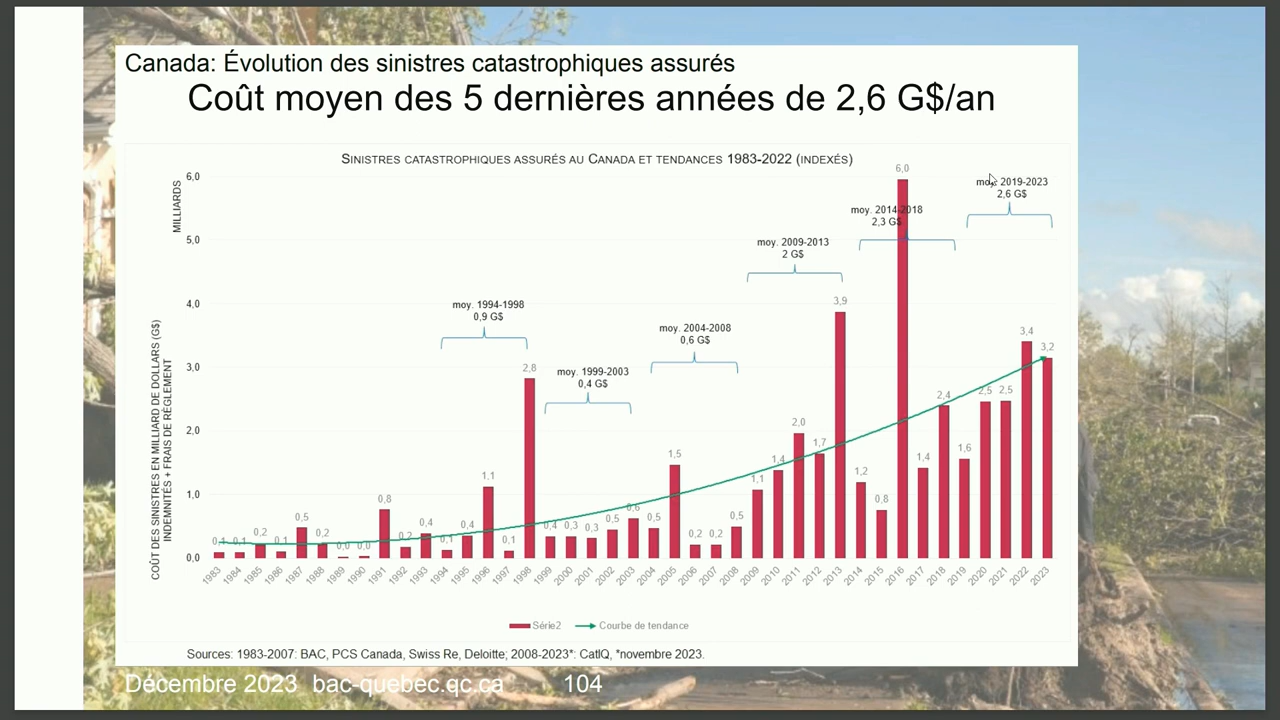 Canada: Évolution des sinistres catastrophiques assurés
Coût moyen des 5 dernières années de 2,6 G$/an
SINISTRES CATASTROPHIQUES ASSURÉS AU CANADA ET TENDANCES 1983-2022 (INDEXÉS)
COÛT DES SINISTRES EN MILLIARD DE DOLLARS (G$)
INDEMNITÉS + FRAIS DE RÈGLEMENT
MILLIARDS
6,0
5,0
4,0
3,0
2,0
1,0
0,0
moy. 1994-1998
0,9 G$
moy. 1999-2003
0,4 G$
moy. 2004-2008
0,6 G$
moy. 2009-2013
2 G$
moy. 2014-2018
2,3 G$
moy. 2019-2023
2,6 G$
0,1 0,1 0,2 0,1 0,5 0,2 0,0 0,0 0,8 0,2 0,4 0,1 0,4 1,1 0,1 2,8 0,4 0,3 0,3 0,5 0,6 0,5 1,5 0,2 0,2 0,5 1,1 1,4 2,0 1,7 3,9 1,2 0,8 6,0 1,4 2,4 1,6 2,5 2,5 3,4 3,2
1983 1984 1985 1986 1987 1988 1989 1990 1991 1992 1993 1994 1995 1996 1997 1998 1999 2000 2001 2002 2003 2004 2005 2006 2007 2008 2009 2010 2011 2012 2013 2014 2015 2016 2017 2018 2019 2020 2021 2022 2023
Série2 Courbe de tendance
Sources: 1983-2007: BAC, PCS Canada, Swiss Re, Deloitte; 2008-2023*: CatIQ, *novembre 2023.
Décembre 2023 bac-quebec.qc.ca 104